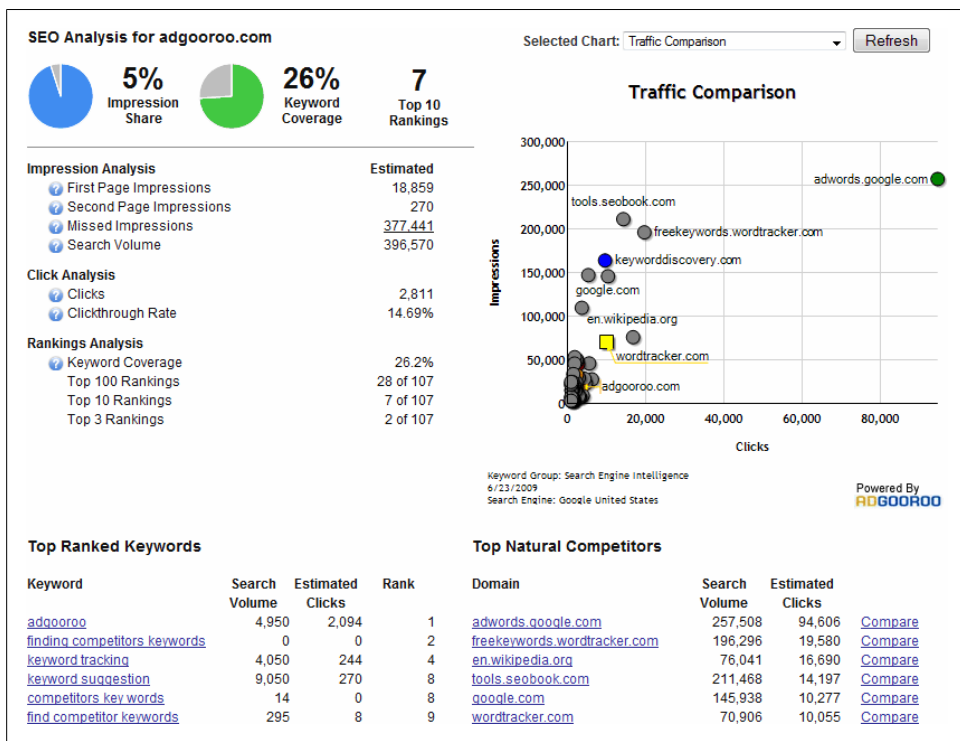 SEO Analysis for adgooroo.com
5%
Impression
Share
26%
Keyword
Coverage
7
Top 10
Rankings
Impression Analysis Estimated
First Page Impressions 18,859
Second Page Impressions 270
Missed Impressions 377,441
Search Volume 396,570
Click Analysis
Clicks 2,811
Clickthrough Rate 14.69%
Rankings Analysis
Keyword Coverage 26.2%
Top 100 Rankings 28 of 107
Top 10 Rankings 7 of 107
Top 3 Rankings 2 of 107
Selected Chart: Traffic Comparison Refresh
Traffic Comparison
300,000
250,000
200,000
150,000
100,000
50,000
0
Impressions
adwords.google.com
tools.seobook.com
freekeywords.wordtracker.com
keyworddiscovery.com
google.com
en.wikipedia.org
wordtracker.com
adgooroo.com
0 20,000 40,000 60,000 80,000
Clicks
Keyword Group: Search Engine Intelligence
6/23/2009
Search Engine: Google United States
Powered By
ADGOOROO
Top Ranked Keywords
Keyword Search Volume Estimated Clicks Rank
adgooroo 4,950 2,094 1
finding competitors keywords 0 0 2
keyword tracking 4,050 244 4
keyword suggestion 9,050 270 8
competitors key words 14 0 8
find competitor keywords 295 8 9
Top Natural Competitors
Domain Search Volume Estimated Clicks
adwords.google.com 257,508 94,606 Compare
freekeywords.wordtracker.com 196,296 19,580 Compare
en.wikipedia.org 76,041 16,690 Compare
tools.seobook.com 211,468 14,197 Compare
google.com 145,938 10,277 Compare
wordtracker.com 70,906 10,055 Compare